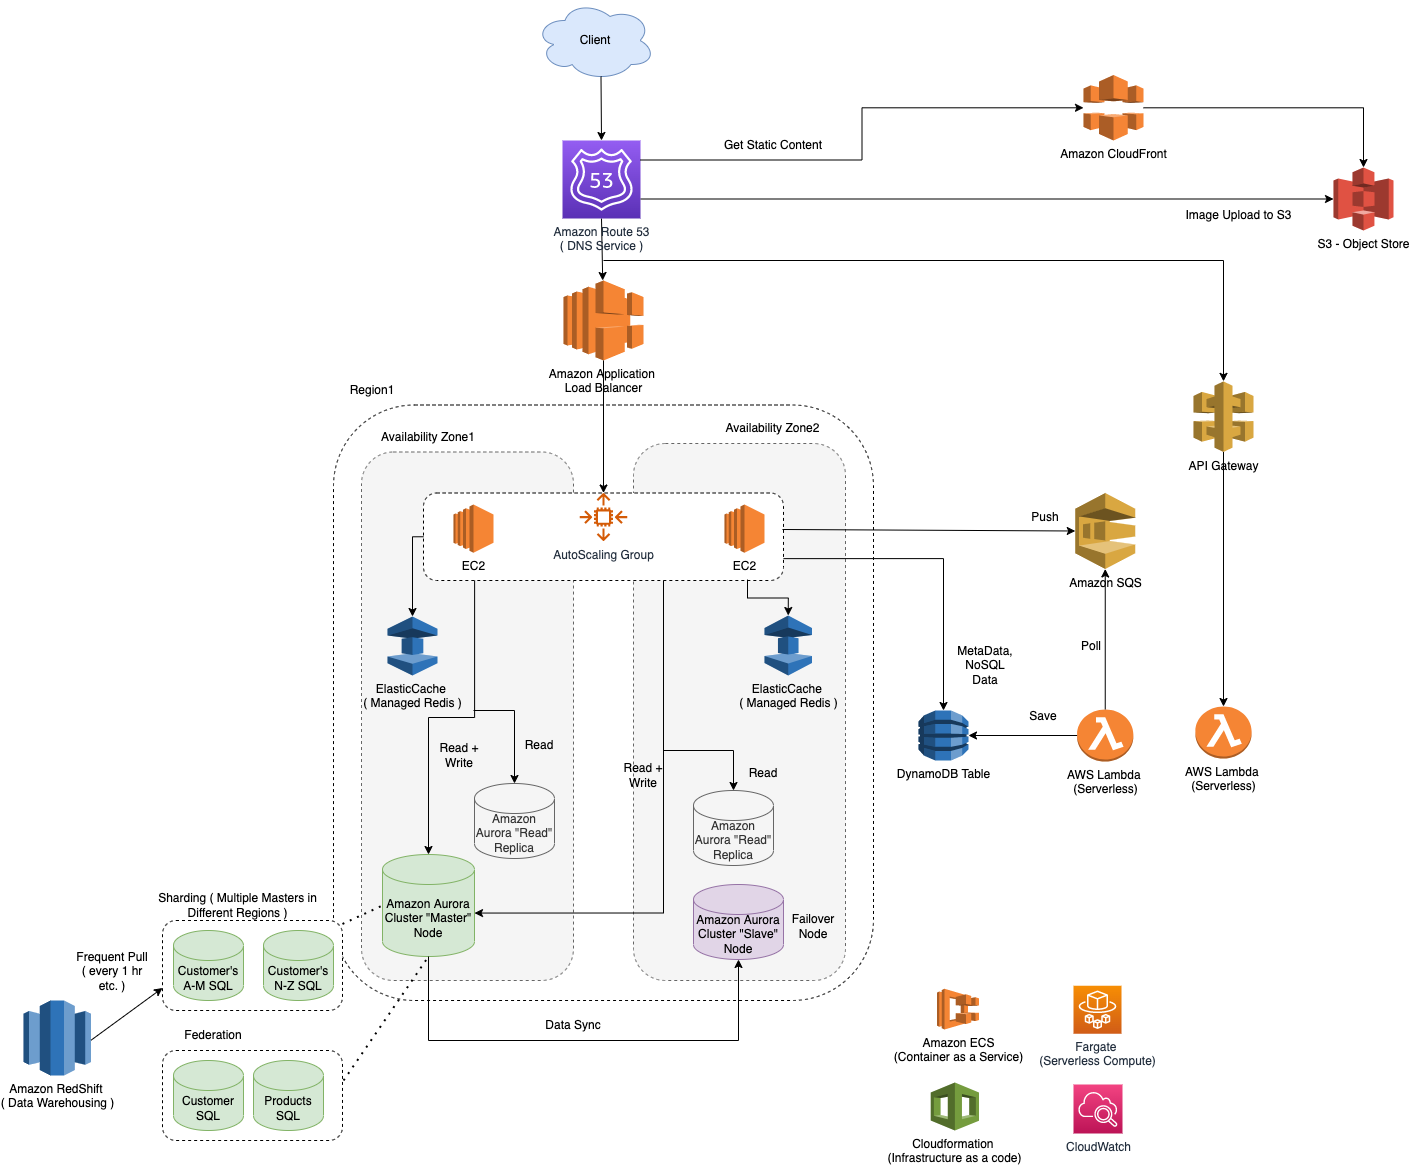 Client
Get Static Content
Amazon CloudFront
53
Image Upload to S3
Amazon Route 53
( DNS Service )
S3 - Object Store
Amazon Application
Load Balancer
Region1
Availability Zone1
Availability Zone2
API Gateway
EC2
AutoScaling Group
EC2
Push
Amazon SQS
Poll
MetaData,
NoSQL
Data
ElasticCache
( Managed Redis )
ElasticCache
( Managed Redis )
Save
Read +
Write
Read
Read +
Write
Read
DynamoDB Table
AWS Lambda
(Serverless)
AWS Lambda
(Serverless)
Amazon
Aurora "Read"
Replica
Amazon
Aurora "Read"
Replica
Sharding ( Multiple Masters in
Different Regions )
Amazon Aurora
Cluster "Master"
Node
Amazon Aurora
Cluster "Slave"
Node
Failover
Node
Frequent Pull
( every 1 hr
etc. )
Customer's
A-M SQL
Customer's
N-Z SQL
Data Sync
Federation
Amazon RedShift
( Data Warehousing )
Customer
SQL
Products
SQL
Amazon ECS
(Container as a Service)
Fargate
(Serverless Compute)
Cloudformation
(Infrastructure as a code)
CloudWatch